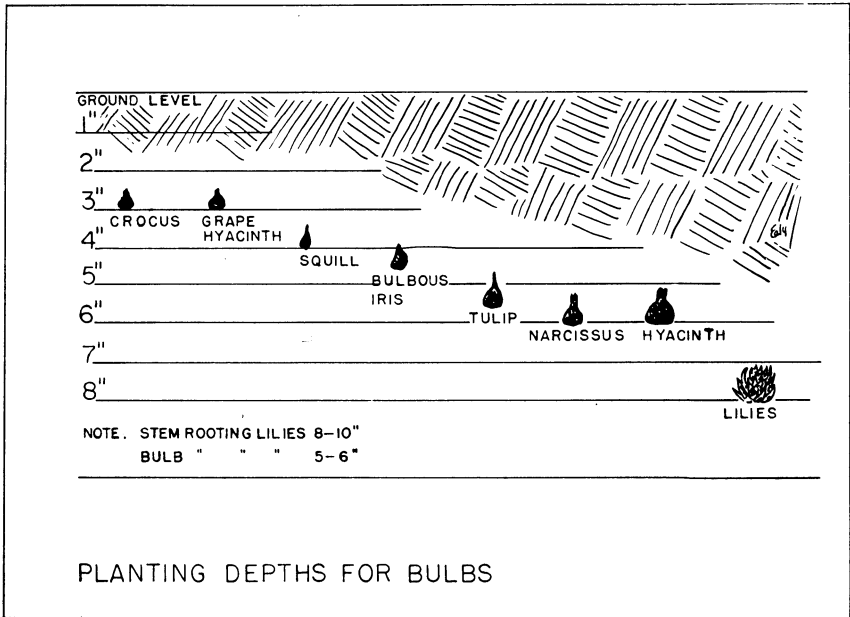 GROUND LEVEL
1"
2"
3"
CROCUS GRAPE HYACINTH
4"
SQUILL
5"
BULBOUS IRIS
6"
TULIP
NARCISSUS HYACINTH
7"
8"
LILIES
NOTE. STEM ROOTING LILIES 8-10"
BULB " " " 5-6"
PLANTING DEPTHS FOR BULBS